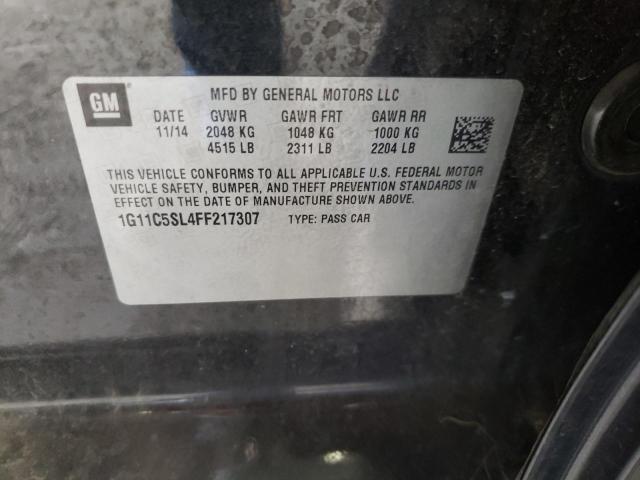 GM
MFD BY GENERAL MOTORS LLC
DATE GVWR GAWR FRT GAWR RR
11/14 2048 KG 1048 KG 1000 KG
4515 LB 2311 LB 2204 LB
THIS VEHICLE CONFORMS TO ALL APPLICABLE U.S. FEDERAL MOTOR
VEHICLE SAFETY, BUMPER, AND THEFT PREVENTION STANDARDS IN
EFFECT ON THE DATE OF MANUFACTURE SHOWN ABOVE.
1G11C5SL4FF217307 TYPE: PASS CAR